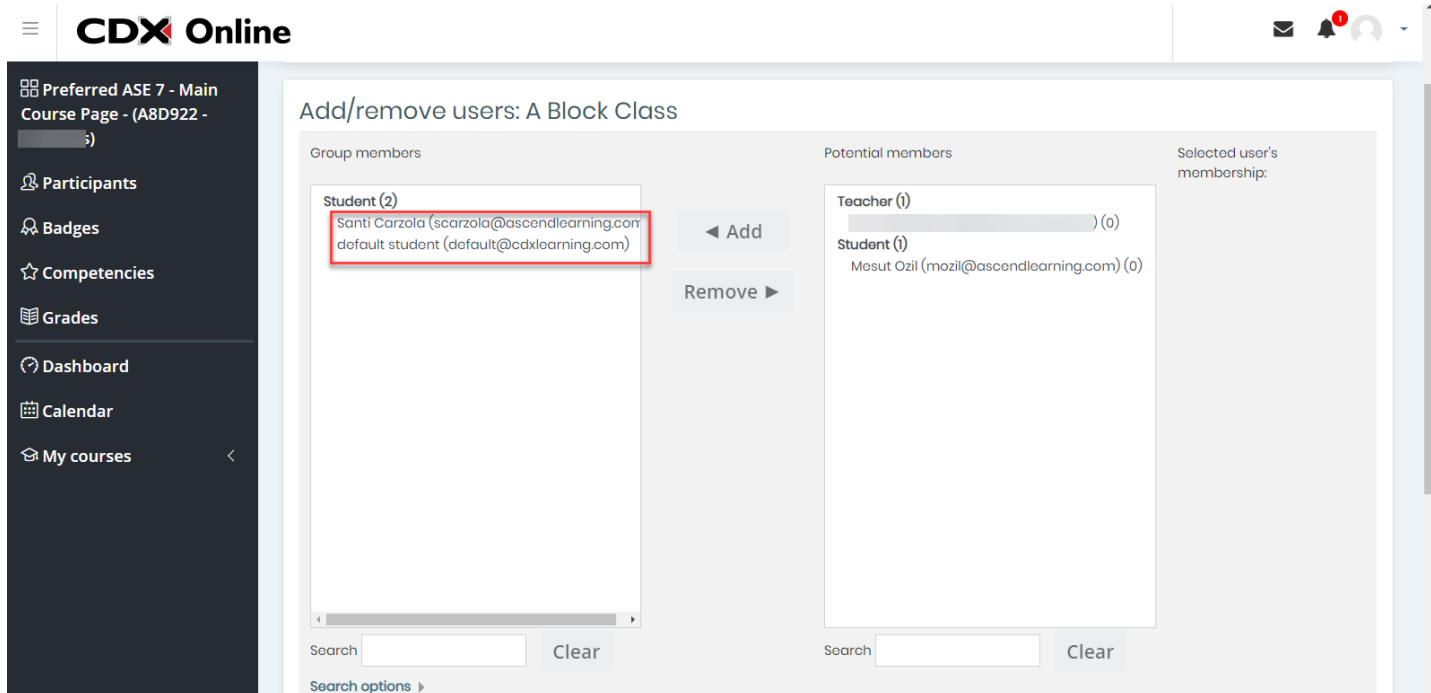 CDX Online
1
Preferred ASE 7 - Main
Course Page - (A8D922 -
s)
Participants
Badges
Competencies
Grades
Dashboard
Calendar
My courses
Add/remove users: A Block Class
Group members
Student (2)
Santi Carzola (scarzola@ascendlearning.com
default student (default@cdxlearning.com)
◄ Add
Remove ►
Potential members
Teacher (1)
) (0)
Student (1)
Mesut Ozil (mozil@ascendlearning.com) (0)
Selected user's
membership:
Search
Clear
Search options
Search
Clear